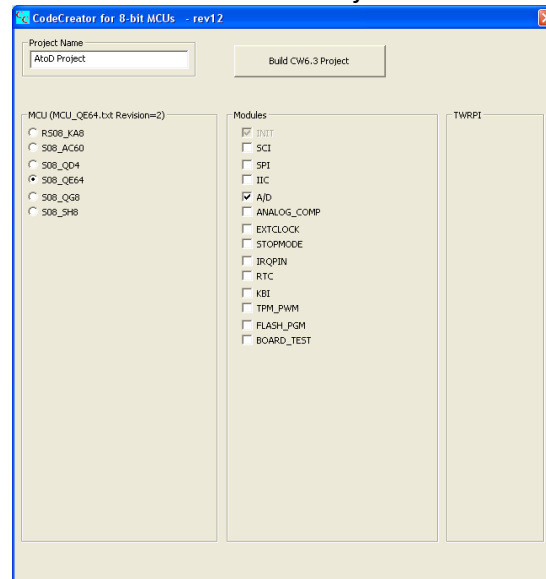 CodeCreator for 8-bit MCUs - rev12
Project Name
AtoD Project
Build CW6.3 Project
MCU (MCU_QE64.txt Revision=2)
RS08_KA8
S08_AC60
S08_QD4
S08_QE64
S08_QG8
S08_SH8
Modules
INIT
SCI
SPI
IIC
A/D
ANALOG_COMP
EXTCLOCK
STOPMODE
IRQPIN
RTC
KBI
TPM_PWM
FLASH_PGM
BOARD_TEST
TWRPI